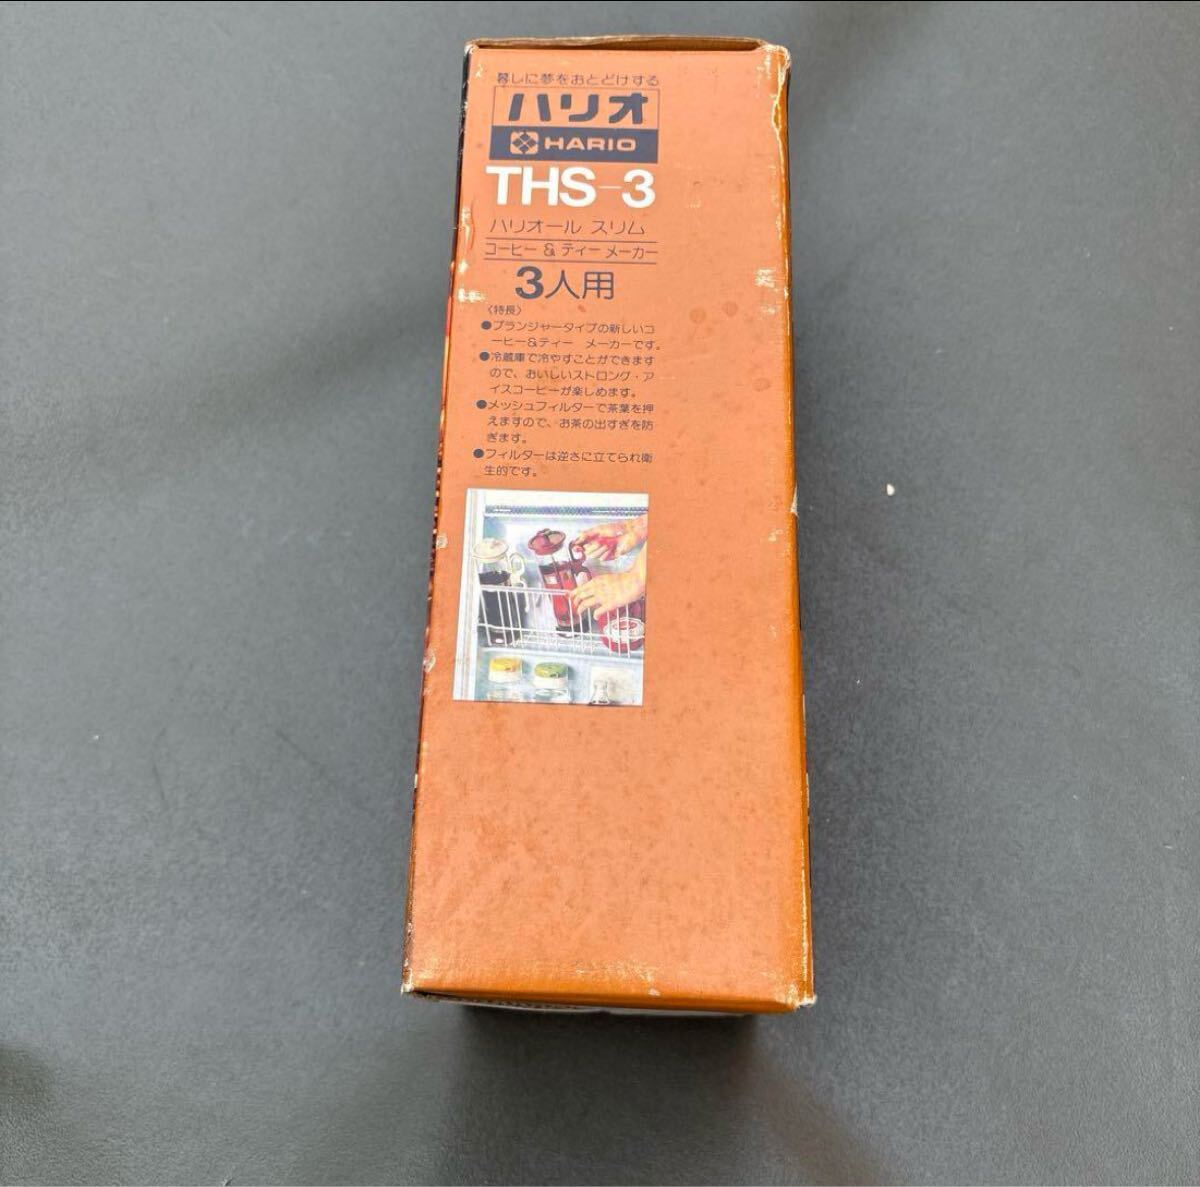 暮しに夢をおとどけする
ハリオ
HARIO
THS-3
ハリオール スリム
コーヒー & ティー メーカー
3人用
〈特長〉
●プランジャータイプの新しいコ
ーヒー&ティー メーカーです。
●冷蔵庫で冷やすことができます
ので、おいしいストロング・ア
イスコーヒーが楽しめます。
●メッシュフィルターで茶葉を押
えますので、お茶の出すぎを防
ぎます。
●フィルターは逆さに立てられ衛
生的です。